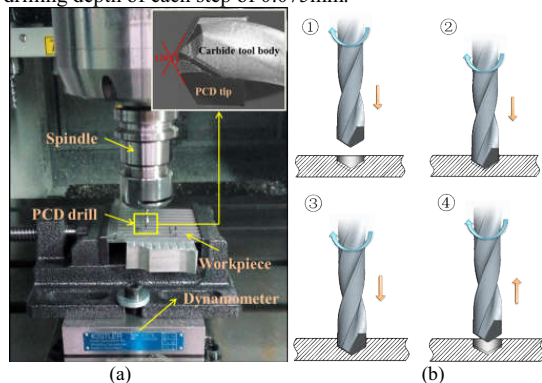 drilling depth of each step of 0.075mm.
Carbide tool body
PCD tip
Spindle
PCD drill
Workpiece
Dynamometer
KISTLER
①
②
③
④
(a)
(b)